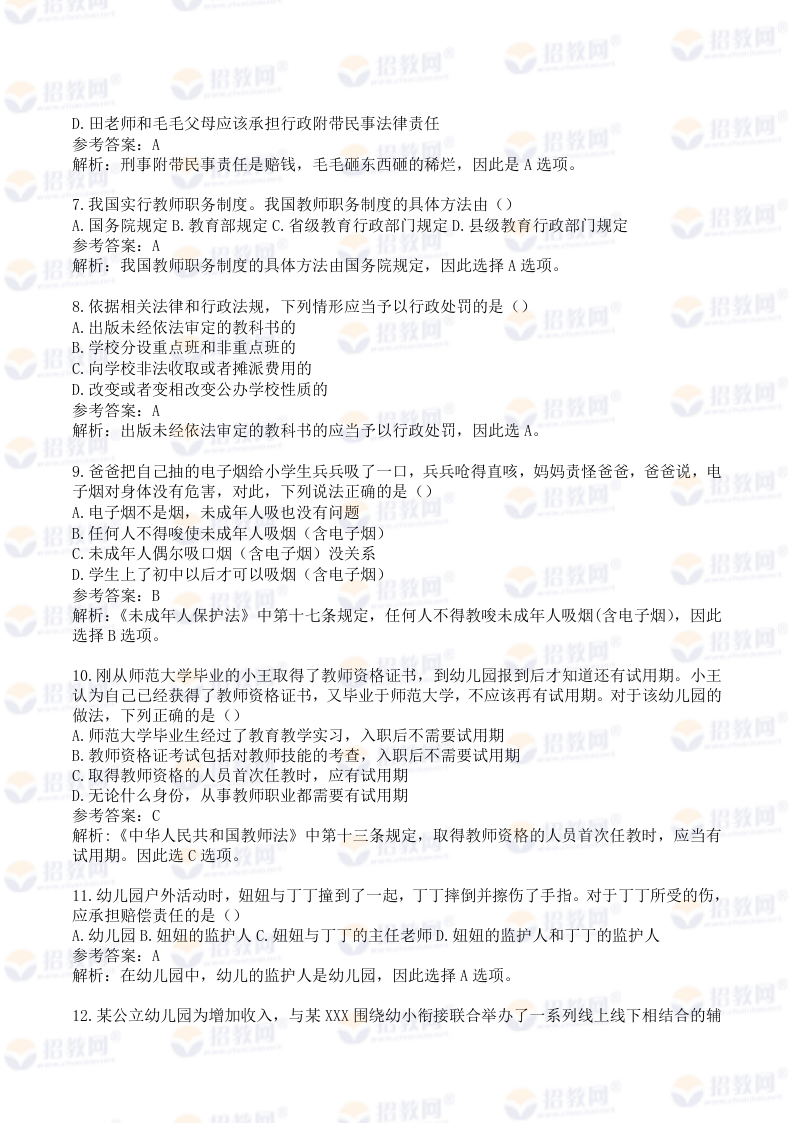 D.田老师和毛毛父母应该承担行政附带民事法律责任
参考答案：A
解析：刑事附带民事责任是赔钱，毛毛砸东西砸的稀烂，因此是 A 选项。
7.我国实行教师职务制度。我国教师职务制度的具体方法由（）
A.国务院规定 B.教育部规定 C.省级教育行政部门规定 D.县级教育行政部门规定
参考答案：A
解析：我国教师职务制度的具体方法由国务院规定，因此选择 A 选项。
8.依据相关法律和行政法规，下列情形应当予以行政处罚的是（）
A.出版未经依法审定的教科书的
B.学校分设重点班和非重点班的
C.向学校非法收取或者摊派费用的
D.改变或者变相改变公办学校性质的
参考答案：A
解析：出版未经依法审定的教科书的应当予以行政处罚，因此选 A。
9.爸爸把自己抽的电子烟给小学生兵兵吸了一口，兵兵呛得直咳，妈妈责怪爸爸，爸爸说，电
子烟对身体没有危害，对此，下列说法正确的是（）
A.电子烟不是烟，未成年人吸也没有问题
B.任何人不得唆使未成年人吸烟（含电子烟）
C.未成年人偶尔吸口烟（含电子烟）没关系
D.学生上了初中以后才可以吸烟（含电子烟）
参考答案：B
解析：《未成年人保护法》中第十七条规定，任何人不得教唆未成年人吸烟(含电子烟)，因此
选择 B 选项。
10.刚从师范大学毕业的小王取得了教师资格证书，到幼儿园报到后才知道还有试用期。小王
认为自己已经获得了教师资格证书，又毕业于师范大学，不应该再有试用期。对于该幼儿园的
做法，下列正确的是（）
A.师范大学毕业生经过了教育教学实习，入职后不需要试用期
B.教师资格证考试包括对教师技能的考查，入职后不需要试用期
C.取得教师资格的人员首次任教时，应有试用期
D.无论什么身份，从事教师职业都需要有试用期
参考答案：C
解析:《中华人民共和国教师法》中第十三条规定，取得教师资格的人员首次任教时，应当有
试用期。因此选 C 选项。
11.幼儿园户外活动时，妞妞与丁丁撞到了一起，丁丁摔倒并擦伤了手指。对于丁丁所受的伤，
应承担赔偿责任的是（）
A.幼儿园 B.妞妞的监护人 C.妞妞与丁丁的主任老师 D.妞妞的监护人和丁丁的监护人
参考答案：A
解析：在幼儿园中，幼儿的监护人是幼儿园，因此选择 A 选项。
12.某公立幼儿园为增加收入，与某 XXX 围绕幼小衔接联合举办了一系列线上线下相结合的辅